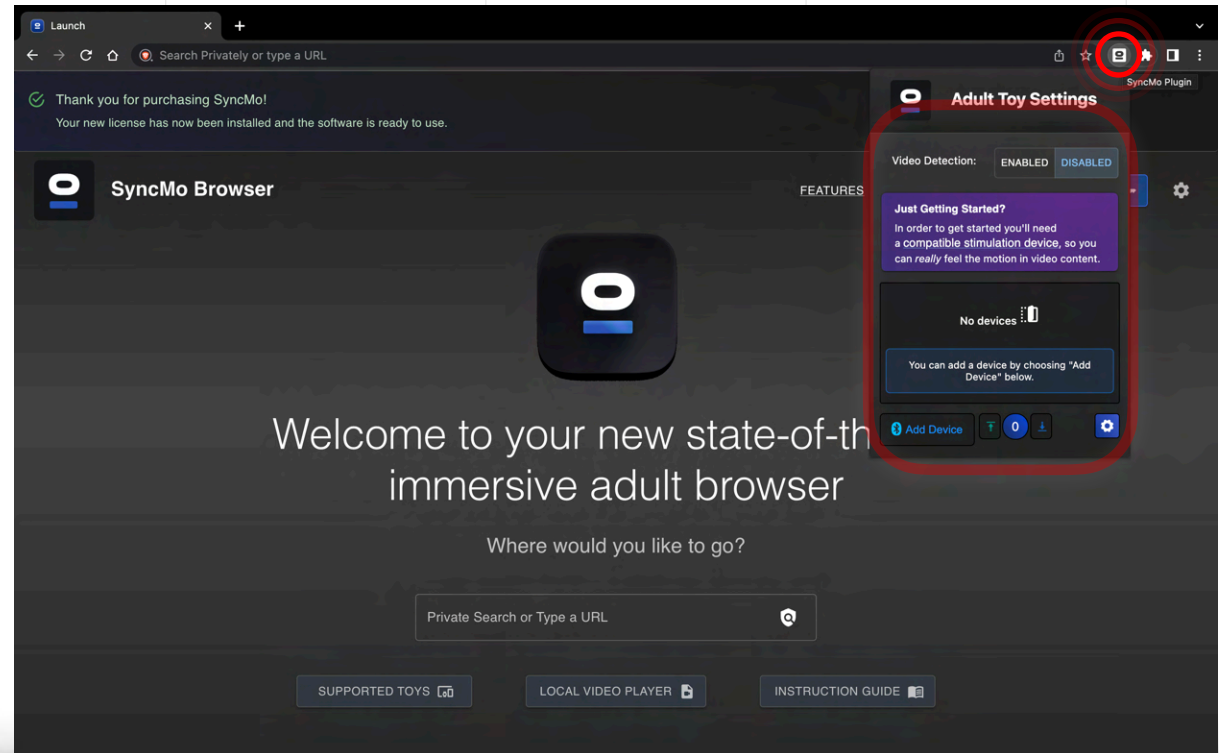 Launch
Search Privately or type a URL
SyncMo Plugin
Thank you for purchasing SyncMo!
Your new license has now been installed and the software is ready to use.
Adult Toy Settings
Video Detection: ENABLED DISABLED
SyncMo Browser
FEATURES
Just Getting Started?
In order to get started you'll need
a compatible stimulation device, so you
can really feel the motion in video content.
No devices
You can add a device by choosing "Add
Device" below.
Add Device 0
Welcome to your new state-of-th
immersive adult browser
Where would you like to go?
Private Search or Type a URL
SUPPORTED TOYS LOCAL VIDEO PLAYER INSTRUCTION GUIDE